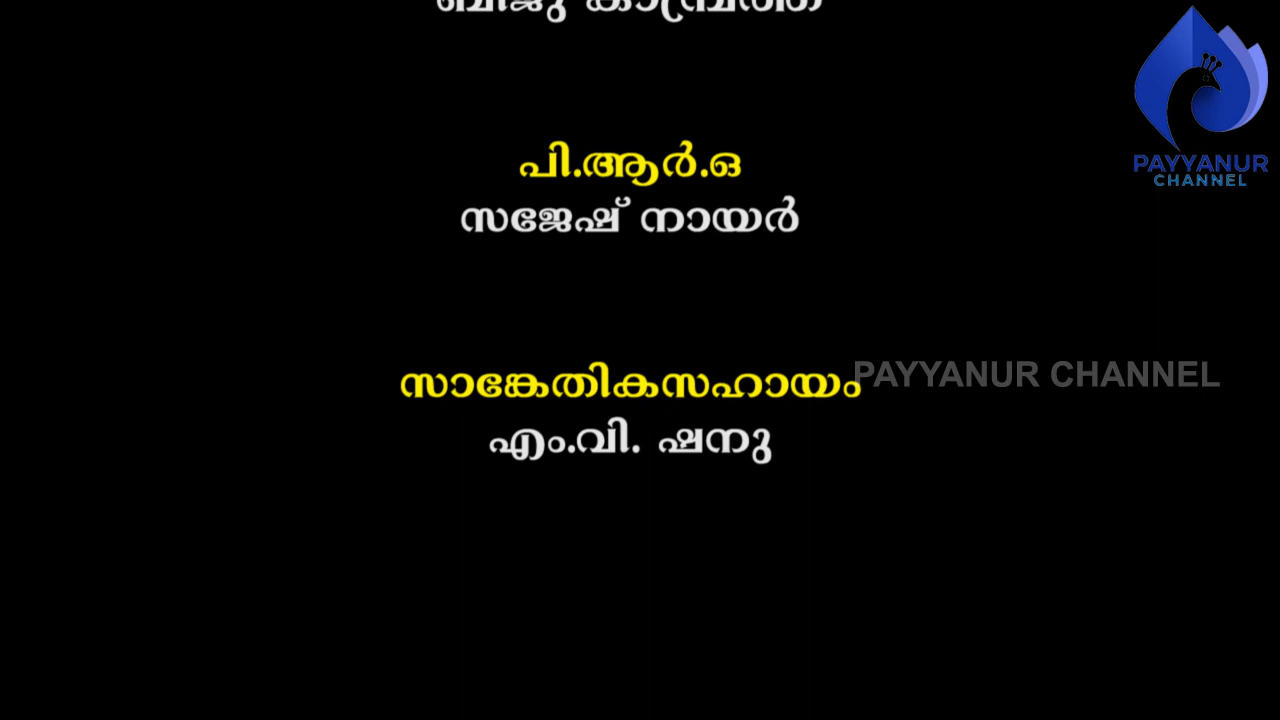 ബിജു
പി.ആർ.ഒ
സജേഷ് നായർ
സാങ്കേതികസഹായം
എം.വി. ഷനു
PAYYANUR
CHANNEL
PAYYANUR CHANNEL